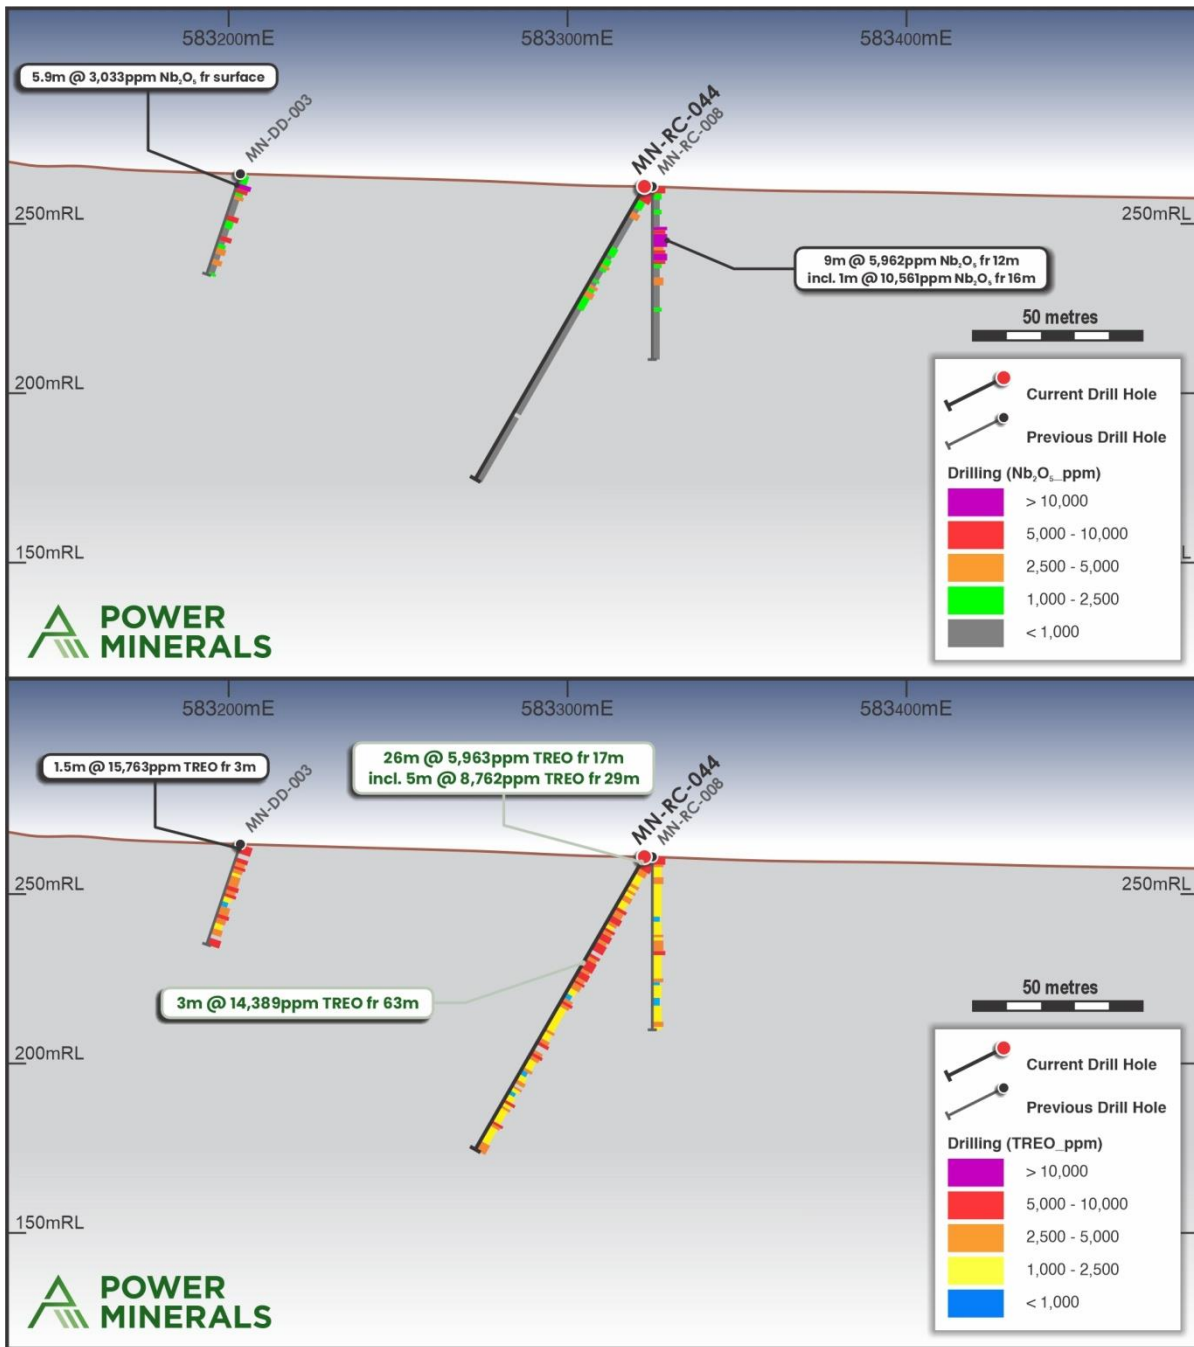 583200mE
583300mE
583400mE
5.9m @ 3,033ppm Nb₂O₅ fr surface
MN-DD-003
MN-RC-044
MN-RC-008
250mRL
250mRL
9m @ 5,962ppm Nb₂O₅ fr 12m
incl. 1m @ 10,561ppm Nb₂O₅ fr 16m
50 metres
200mRL
Current Drill Hole
Previous Drill Hole
Drilling (Nb₂O₅_ppm)
> 10,000
5,000 - 10,000
2,500 - 5,000
1,000 - 2,500
< 1,000
150mRL
L
POWER
MINERALS
583200mE
583300mE
583400mE
1.5m @ 15,763ppm TREO fr 3m
MN-DD-003
26m @ 5,963ppm TREO fr 17m
incl. 5m @ 8,762ppm TREO fr 29m
MN-RC-044
MN-RC-008
250mRL
250mRL
3m @ 14,389ppm TREO fr 63m
50 metres
200mRL
Current Drill Hole
Previous Drill Hole
Drilling (TREO_ppm)
> 10,000
5,000 - 10,000
2,500 - 5,000
1,000 - 2,500
< 1,000
150mRL
POWER
MINERALS